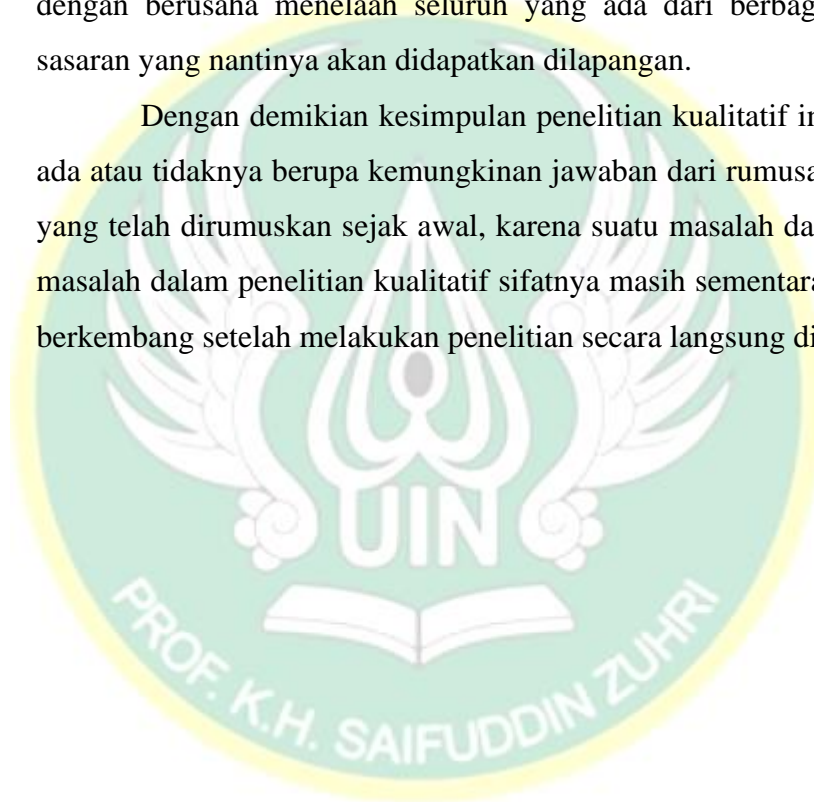 dengan berusaha menelaah seluruh yang ada dari
sasaran yang nantinya akan didapatkan dilapangan.
Dengan demikian kesimpulan penelitian kualitatif
ada atau tidaknya berupa kemungkinan jawaban dari
yang telah dirumuskan sejak awal, karena suatu masalah
masalah dalam penelitian kualitatif sifatnya masih sementara
berkembang setelah melakukan penelitian secara langsung
UIN
PROF. K.H. SAIFUDDIN ZUHRI